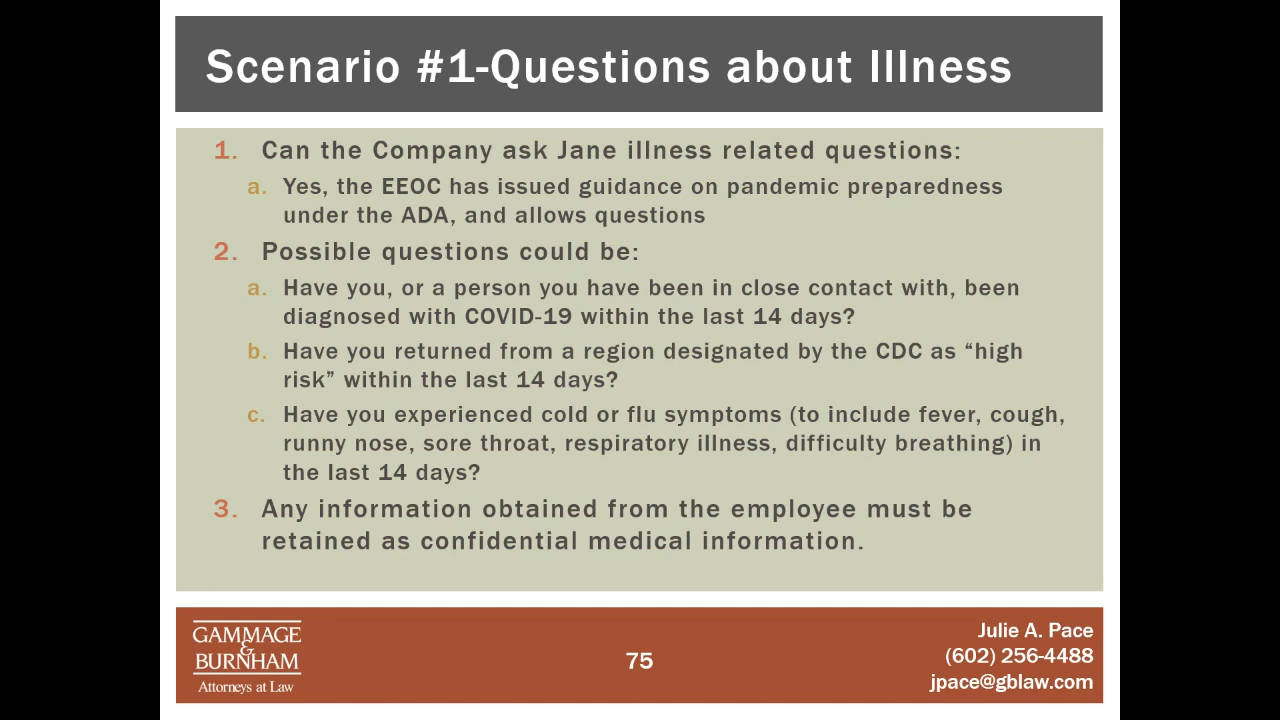 Scenario #1-Questions about Illness
1. Can the Company ask Jane illness related questions:
a. Yes, the EEOC has issued guidance on pandemic preparedness
under the ADA, and allows questions
2. Possible questions could be:
a. Have you, or a person you have been in close contact with, been
diagnosed with COVID-19 within the last 14 days?
b. Have you returned from a region designated by the CDC as “high
risk” within the last 14 days?
c. Have you experienced cold or flu symptoms (to include fever, cough,
runny nose, sore throat, respiratory illness, difficulty breathing) in
the last 14 days?
3. Any information obtained from the employee must be
retained as confidential medical information.
GAMMAGE
&
BURNHAM
Attorneys at Law
75
Julie A. Pace
(602) 256-4488
jpace@gblaw.com